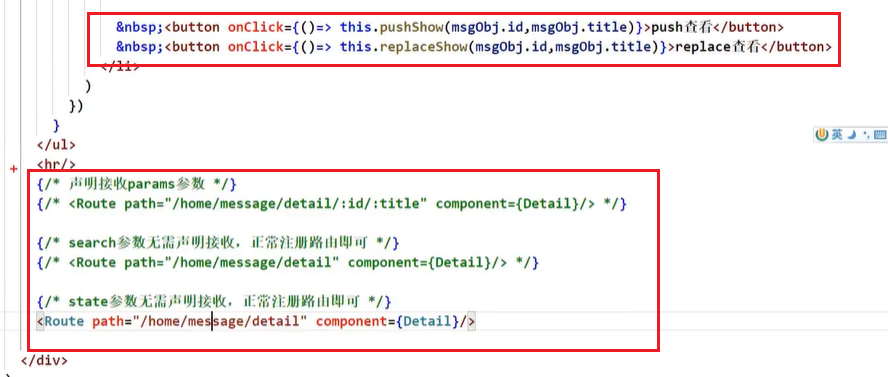 &nbsp;<button onClick={()=> this.pushShow(msgObj.id,msgObj.title)}>push查看</button>
&nbsp;<button onClick={()=> this.replaceShow(msgObj.id,msgObj.title)}>replace查看</button>
</li>
)
})
}
</ul>
英
+ <hr/>
{/* 声明接收params参数 */}
{/* <Route path="/home/message/detail/:id/:title" component={Detail}/> */}
{/* search参数无需声明接收，正常注册路由即可 */}
{/* <Route path="/home/message/detail" component={Detail}/> */}
{/* state参数无需声明接收，正常注册路由即可 */}
<Route path="/home/message/detail" component={Detail}/>
</div>